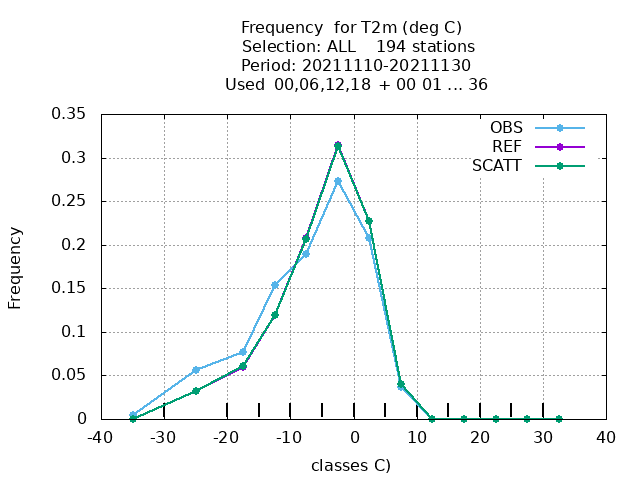 Frequency  for T2m (deg C)
Selection: ALL    194 stations
Period: 20211110-20211130
Used  00,06,12,18  + 00 01 ... 36
OBS
REF
SCATT
0.35
0.3
0.25
0.2
0.15
0.1
0.05
0
Frequency
-40 -30 -20 -10 0 10 20 30 40
classes C)